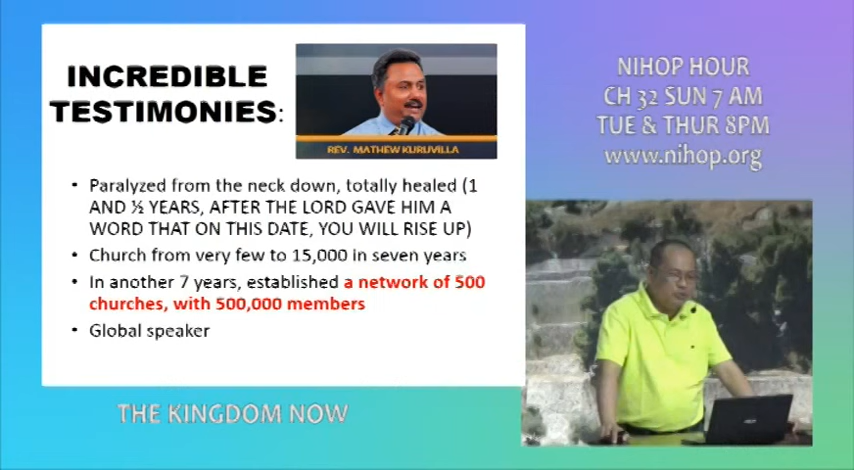 INCREDIBLE
TESTIMONIES:
REV. MATHEW KURUVILLA
• Paralyzed from the neck down, totally healed (1
AND ½ YEARS, AFTER THE LORD GAVE HIM A
WORD THAT ON THIS DATE, YOU WILL RISE UP)
• Church from very few to 15,000 in seven years
• In another 7 years, established a network of 500
churches, with 500,000 members
• Global speaker
THE KINGDOM NOW
NIHOP HOUR
CH 32 SUN 7 AM
TUE & THUR 8PM
www.nihop.org